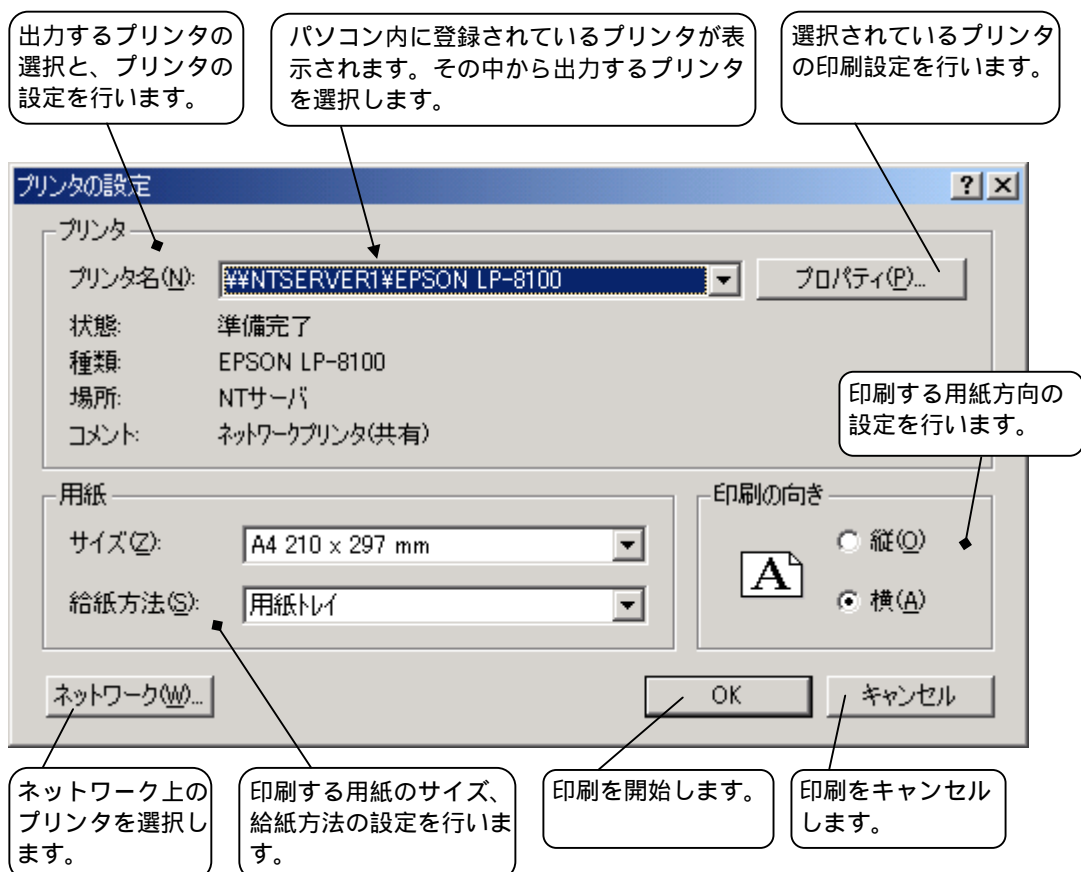 出力するプリンタの
選択と、プリンタの
設定を行います。
パソコン内に登録されているプリンタが表
示されます。その中から出力するプリンタ
を選択します。
選択されているプリンタ
の印刷設定を行います。
プリンタの設定
プリンタ
プリンタ名(N): ¥¥NTSERVER1¥EPSON LP-8100 プロパティ(P)...
状態: 準備完了
種類: EPSON LP-8100
場所: NTサーバ
コメント: ネットワークプリンタ(共有)
印刷する用紙方向の
設定を行います。
用紙
サイズ(Z): A4 210 x 297 mm
給紙方法(S): 用紙トレイ
印刷の向き
A
縦(O)
横(A)
ネットワーク(W)... OK キャンセル
ネットワーク上の
プリンタを選択し
ます。
印刷する用紙のサイズ、
給紙方法の設定を行いま
す。
印刷を開始します。
印刷をキャンセル
します。